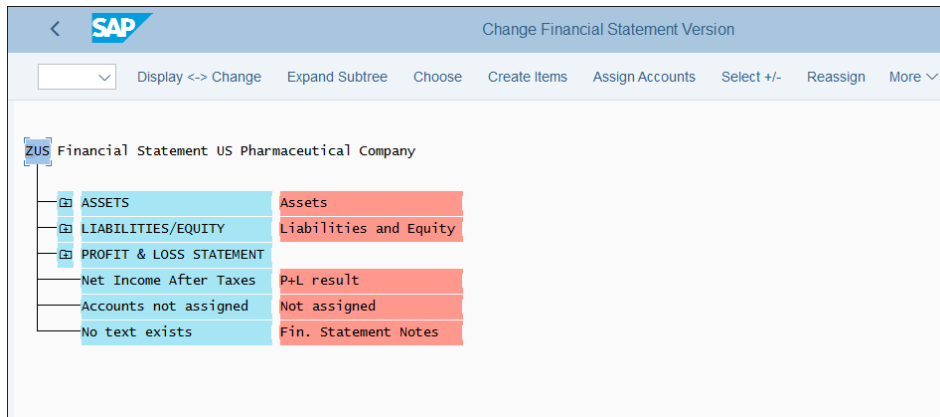 SAP Change Financial Statement Version
Display <-> Change Expand Subtree Choose Create Items Assign Accounts Select +/- Reassign More
ZUS Financial Statement US Pharmaceutical Company
ASSETS Assets
LIABILITIES/EQUITY Liabilities and Equity
PROFIT & LOSS STATEMENT
Net Income After Taxes P+L result
Accounts not assigned Not assigned
No text exists Fin. Statement Notes